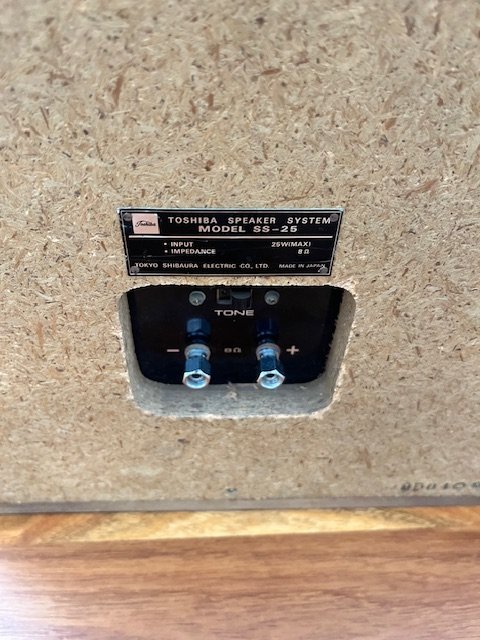 Toshiba
TOSHIBA SPEAKER SYSTEM
MODEL SS-25
• INPUT 25W(MAX)
• IMPEDANCE 8Ω
TOKYO SHIBAURA ELECTRIC CO., LTD. MADE IN JAPAN
TONE
− 8Ω +